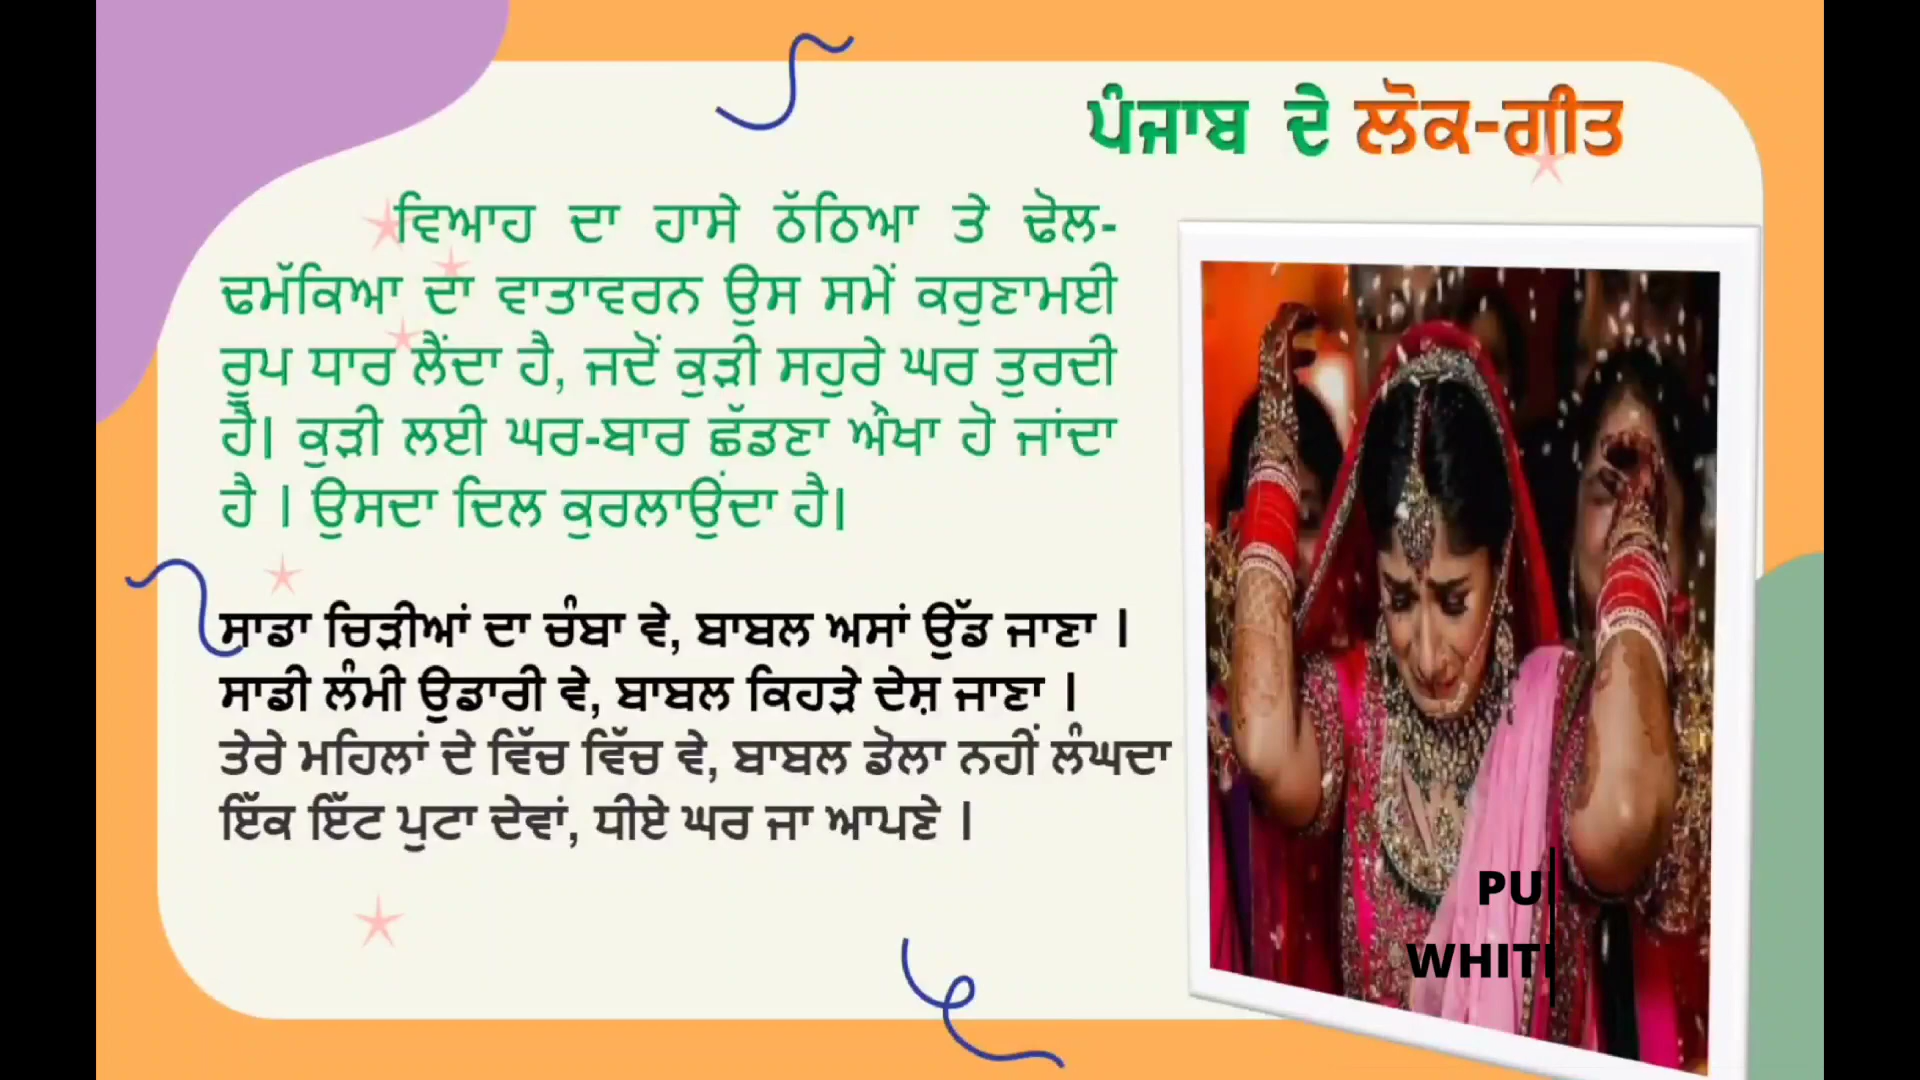 ਪੰਜਾਬ ਦੇ ਲੋਕ-ਗੀਤ
ਵਿਆਹ ਦਾ ਹਾਸੇ ਠੱਠਿਆ ਤੇ ਢੋਲ-
ਢਮੱਕਿਆ ਦਾ ਵਾਤਾਵਰਨ ਉਸ ਸਮੇਂ ਕਰੁਣਾਮਈ
ਰੂਪ ਧਾਰ ਲੈਂਦਾ ਹੈ, ਜਦੋਂ ਕੁੜੀ ਸਹੁਰੇ ਘਰ ਤੁਰਦੀ
ਹੈ। ਕੁੜੀ ਲਈ ਘਰ-ਬਾਰ ਛੱਡਣਾ ਔਖਾ ਹੋ ਜਾਂਦਾ
ਹੈ । ਉਸਦਾ ਦਿਲ ਕੁਰਲਾਉਂਦਾ ਹੈ।
ਸਾਡਾ ਚਿੜੀਆਂ ਦਾ ਚੰਬਾ ਵੇ, ਬਾਬਲ ਅਸਾਂ ਉੱਡ ਜਾਣਾ ।
ਸਾਡੀ ਲੰਮੀ ਉਡਾਰੀ ਵੇ, ਬਾਬਲ ਕਿਹੜੇ ਦੇਸ਼ ਜਾਣਾ ।
ਤੇਰੇ ਮਹਿਲਾਂ ਦੇ ਵਿੱਚ ਵਿੱਚ ਵੇ, ਬਾਬਲ ਡੋਲਾ ਨਹੀਂ ਲੰਘਦਾ
ਇੱਕ ਇੱਟ ਪੁਟਾ ਦੇਵਾਂ, ਧੀਏ ਘਰ ਜਾ ਆਪਣੇ ।
PU
WHIT